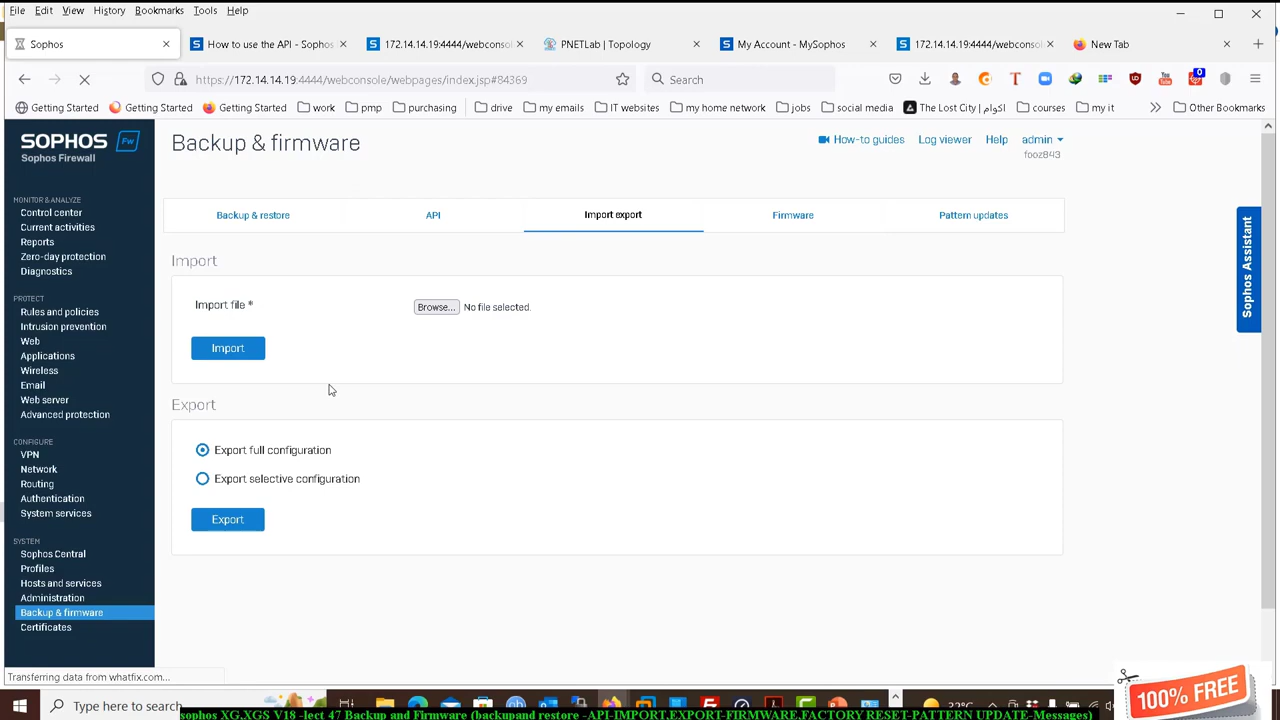 File Edit View History Bookmarks Tools Help
Sophos
How to use the API - Sophos
172.14.14.19:4444/webconso
PNETLab | Topology
My Account - MySophos
172.14.14.19:4444/webconso
New Tab
https://172.14.14.19:4444/webconsole/webpages/index.jsp#84369
Search
0
Getting Started
Getting Started
Getting Started
work
pmp
purchasing
drive
my emails
IT websites
my home network
jobs
social media
The Lost City | اكوام
courses
my it
Other Bookmarks
SOPHOS Fw
Sophos Firewall
Backup & firmware
How-to guides
Log viewer
Help
admin
fooz843
MONITOR & ANALYZE
Control center
Current activities
Reports
Zero-day protection
Diagnostics
PROTECT
Rules and policies
Intrusion prevention
Web
Applications
Wireless
Email
Web server
Advanced protection
CONFIGURE
VPN
Network
Routing
Authentication
System services
SYSTEM
Sophos Central
Profiles
Hosts and services
Administration
Backup & firmware
Certificates
Backup & restore
API
Import export
Firmware
Pattern updates
Import
Import file *
Browse... No file selected.
Import
Export
Export full configuration
Export selective configuration
Export
Sophos Assistant
Transferring data from whatfix.com...
Type here to search
22°C
sophos XG,XGS V18 -lect 47 Backup and Firmware (backupand restore -API-IMPORT,EXPORT-FIRMWARE,FACTORY RESET-PATTERN UPDATE-Messages)
100% FREE